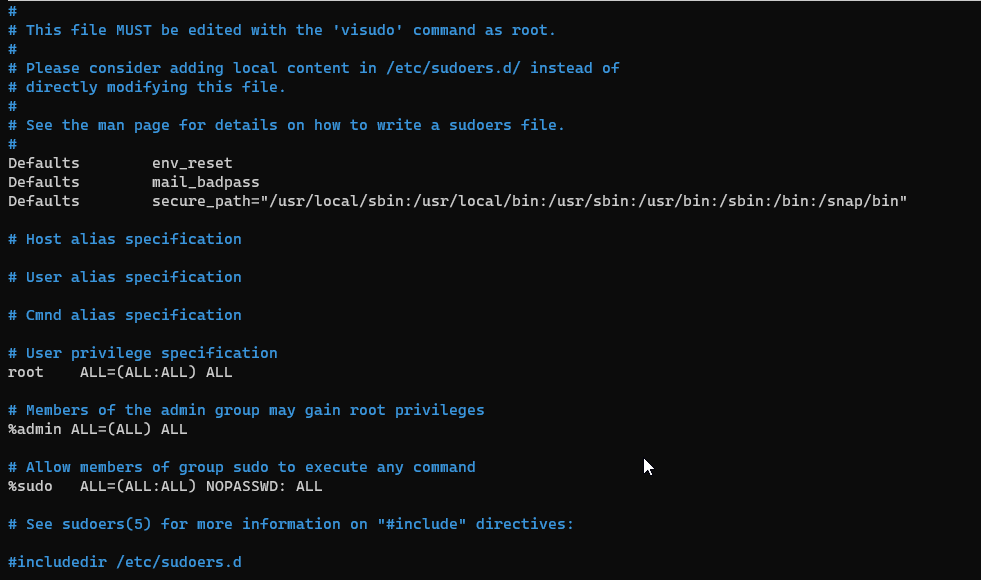 #
# This file MUST be edited with the 'visudo' command as root.
#
# Please consider adding local content in /etc/sudoers.d/ instead of
# directly modifying this file.
#
# See the man page for details on how to write a sudoers file.
#
Defaults        env_reset
Defaults        mail_badpass
Defaults        secure_path="/usr/local/sbin:/usr/local/bin:/usr/sbin:/usr/bin:/sbin:/bin:/snap/bin"
# Host alias specification
# User alias specification
# Cmnd alias specification
# User privilege specification
root    ALL=(ALL:ALL) ALL
# Members of the admin group may gain root privileges
%admin ALL=(ALL) ALL
# Allow members of group sudo to execute any command
%sudo   ALL=(ALL:ALL) NOPASSWD: ALL
# See sudoers(5) for more information on "#include" directives:
#includedir /etc/sudoers.d